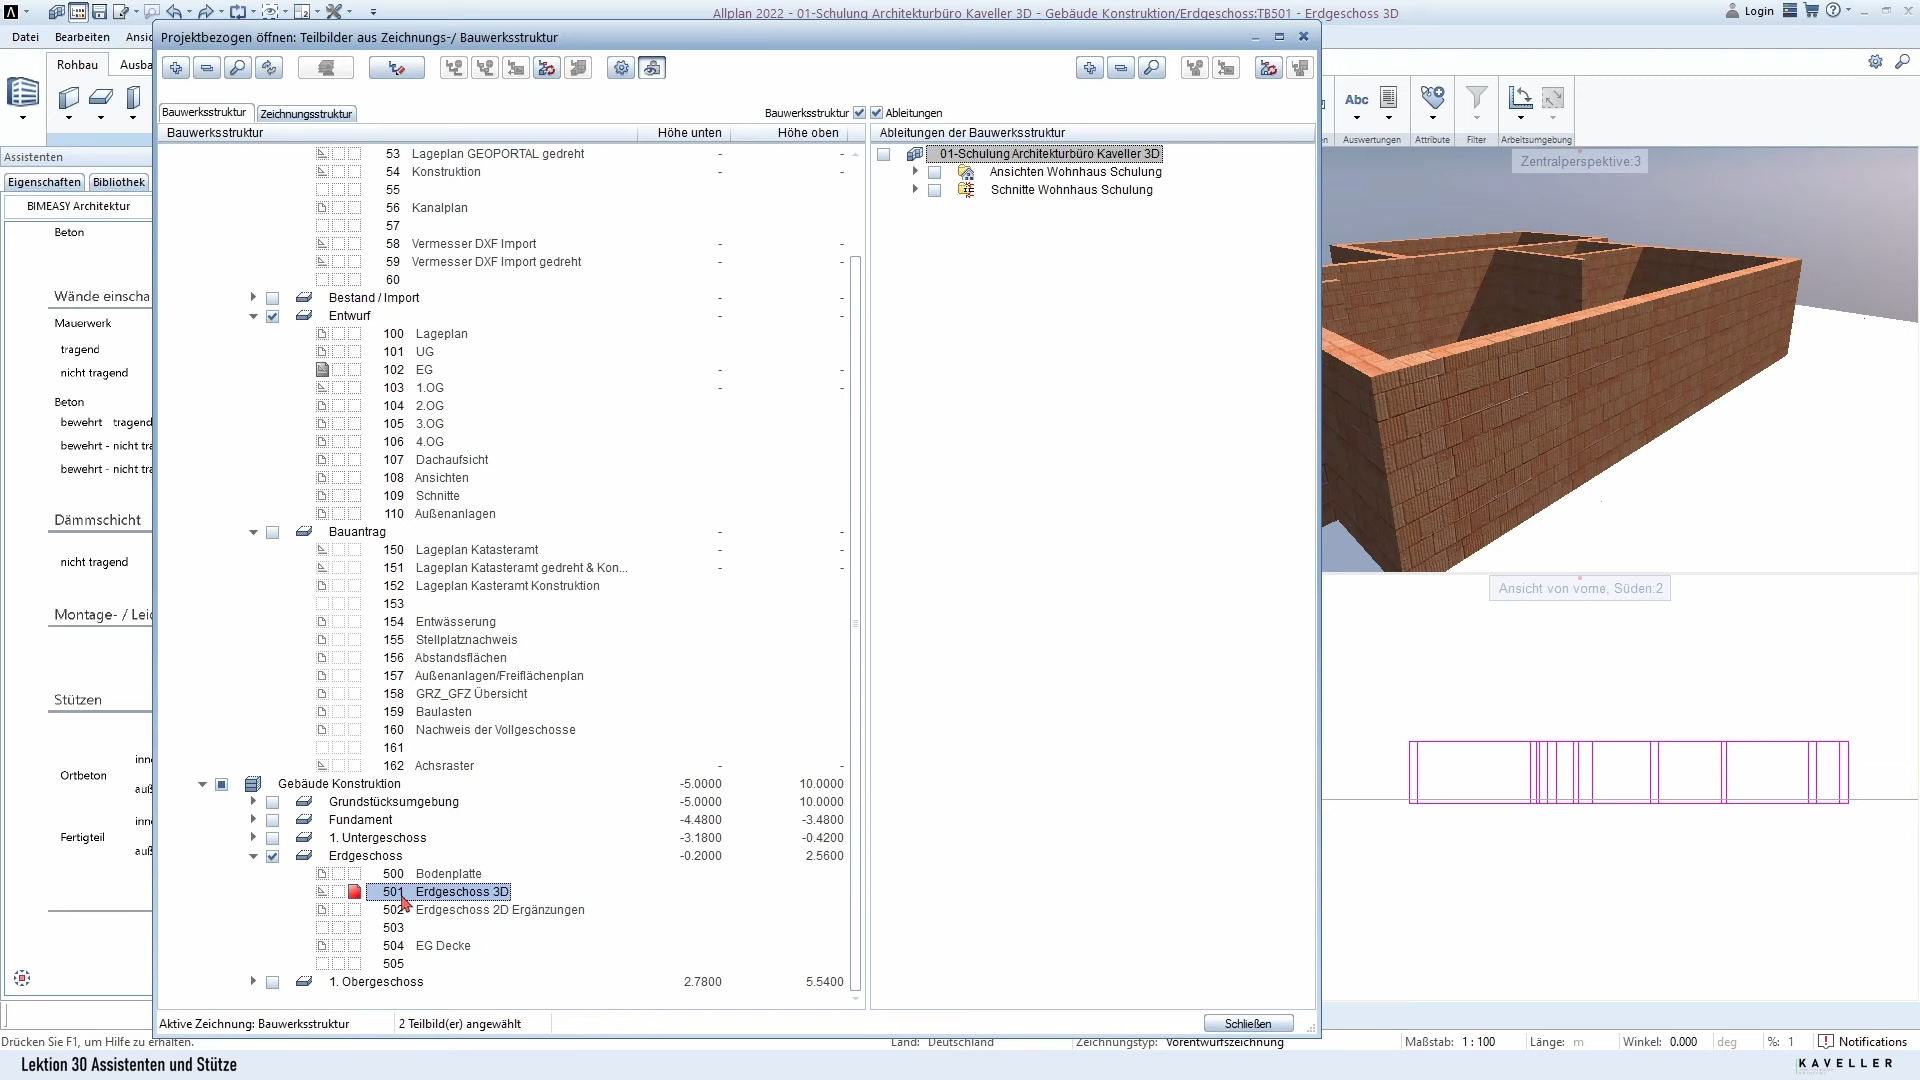 Allplan 2022 - 01-Schulung Architekturbüro Kaveller 3D - Gebäude Konstruktion/Erdgeschoss:TB501 - Erdgeschoss 3D
Login
Datei Bearbeiten
Projektbezogen öffnen: Teilbilder aus Zeichnungs-/ Bauwerksstruktur
Rohbau
Abc
Auswertungen Attribute Filter Arbeitsumgebung
Bauwerksstruktur Zeichnungsstruktur
Bauwerksstruktur Ableitungen
Bauwerksstruktur Höhe unten Höhe oben
Ableitungen der Bauwerksstruktur
Assistenten
Eigenschaften Bibliothek
BIMEASY Architektur
Beton
Mauerwerk
tragend
nicht tragend
Beton
bewehrt tragend
bewehrt - nicht
bewehrt - nicht
Dämmschicht
nicht tragend
Stützen
Ortbeton
Fertigteil
53 Lageplan GEOPORTAL gedreht - -
54 Konstruktion - -
55
56 Kanalplan - -
57
58 Vermesser DXF Import - -
59 Vermesser DXF Import gedreht - -
60
Bestand / Import - -
Entwurf - -
100 Lageplan - -
101 UG
102 EG - -
103 1.OG - -
104 2.OG
105 3.OG
106 4.OG
107 Dachaufsicht
108 Ansichten
109 Schnitte
110 Außenanlagen
Bauantrag - -
150 Lageplan Katasteramt - -
151 Lageplan Katasteramt gedreht & Kon... - -
152 Lageplan Kasteramt Konstruktion
153
154 Entwässerung
155 Stellplatznachweis
156 Abstandsflächen
157 Außenanlagen/Freiflächenplan
158 GRZ_GFZ Übersicht
159 Baulasten
160 Nachweis der Vollgeschosse
161
162 Achsraster - -
Gebäude Konstruktion -5.0000 10.0000
Grundstücksumgebung -5.0000 10.0000
Fundament -4.4800 -3.4800
1. Untergeschoss -3.1800 -0.4200
Erdgeschoss -0.2000 2.5600
500 Bodenplatte
501 Erdgeschoss 3D
502 Erdgeschoss 2D Ergänzungen
503
504 EG Decke
505
1. Obergeschoss 2.7800 5.5400
01-Schulung Architekturbüro Kaveller 3D
Ansichten Wohnhaus Schulung
Schnitte Wohnhaus Schulung
Zentralperspektive:3
Ansicht von vorne, Süden:2
Aktive Zeichnung: Bauwerksstruktur 2 Teilbild(er) angewählt Schließen
Drücken Sie F1, um Hilfe zu erhalten. Land: Deutschland Zeichnungstyp: Vorentwurfszeichnung Maßstab: 1 : 100 Länge: m Winkel: 0.000 deg %: 1 Notifications
Lektion 30 Assistenten und Stütze
KAVELLER